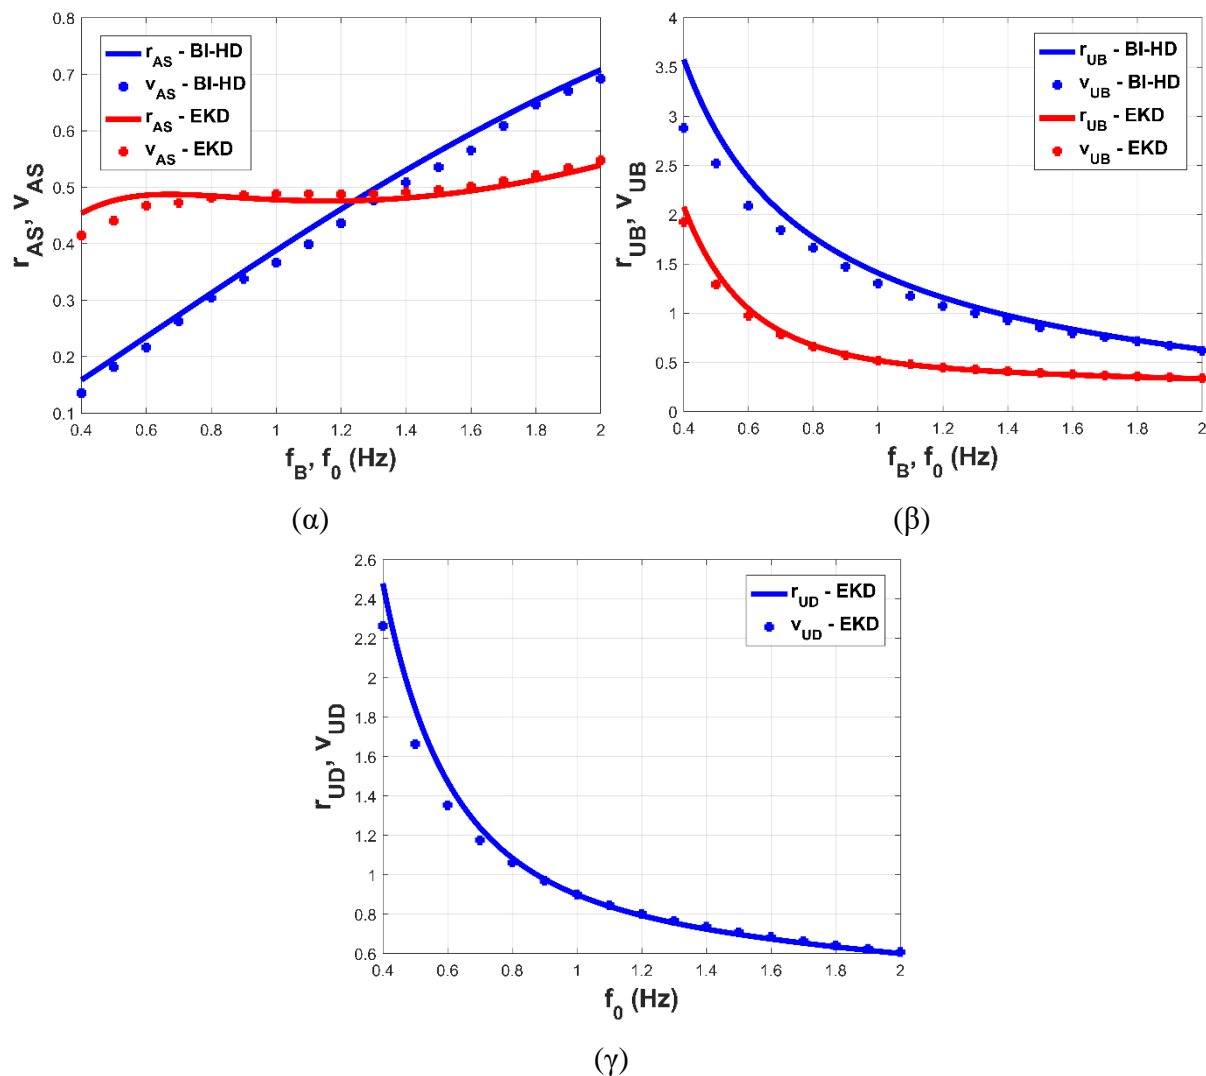 0.8
0.7
0.6
0.5
0.4
0.3
0.2
0.1
r_AS, v_AS
r_AS - BI-HD
v_AS - BI-HD
r_AS - EKD
v_AS - EKD
0.4 0.6 0.8 1 1.2 1.4 1.6 1.8 2
f_B, f_0 (Hz)
(α)
4
3.5
3
2.5
2
1.5
1
0.5
0
r_UB, v_UB
r_UB - BI-HD
v_UB - BI-HD
r_UB - EKD
v_UB - EKD
0.4 0.6 0.8 1 1.2 1.4 1.6 1.8 2
f_B, f_0 (Hz)
(β)
2.6
2.4
2.2
2
1.8
1.6
1.4
1.2
1
0.8
0.6
r_UD, v_UD
r_UD - EKD
v_UD - EKD
0.4 0.6 0.8 1 1.2 1.4 1.6 1.8 2
f_0 (Hz)
(γ)